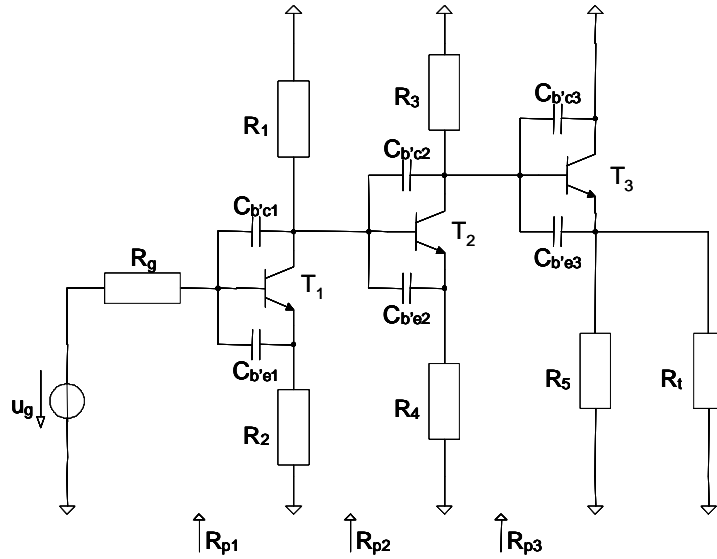 R1
R3
Cb'c3
Cb'c2
T3
Cb'c1
T2
Cb'e3
Rg
T1
Cb'e2
Cb'e1
ug
R2
R4
R5
Rt
Rp1
Rp2
Rp3